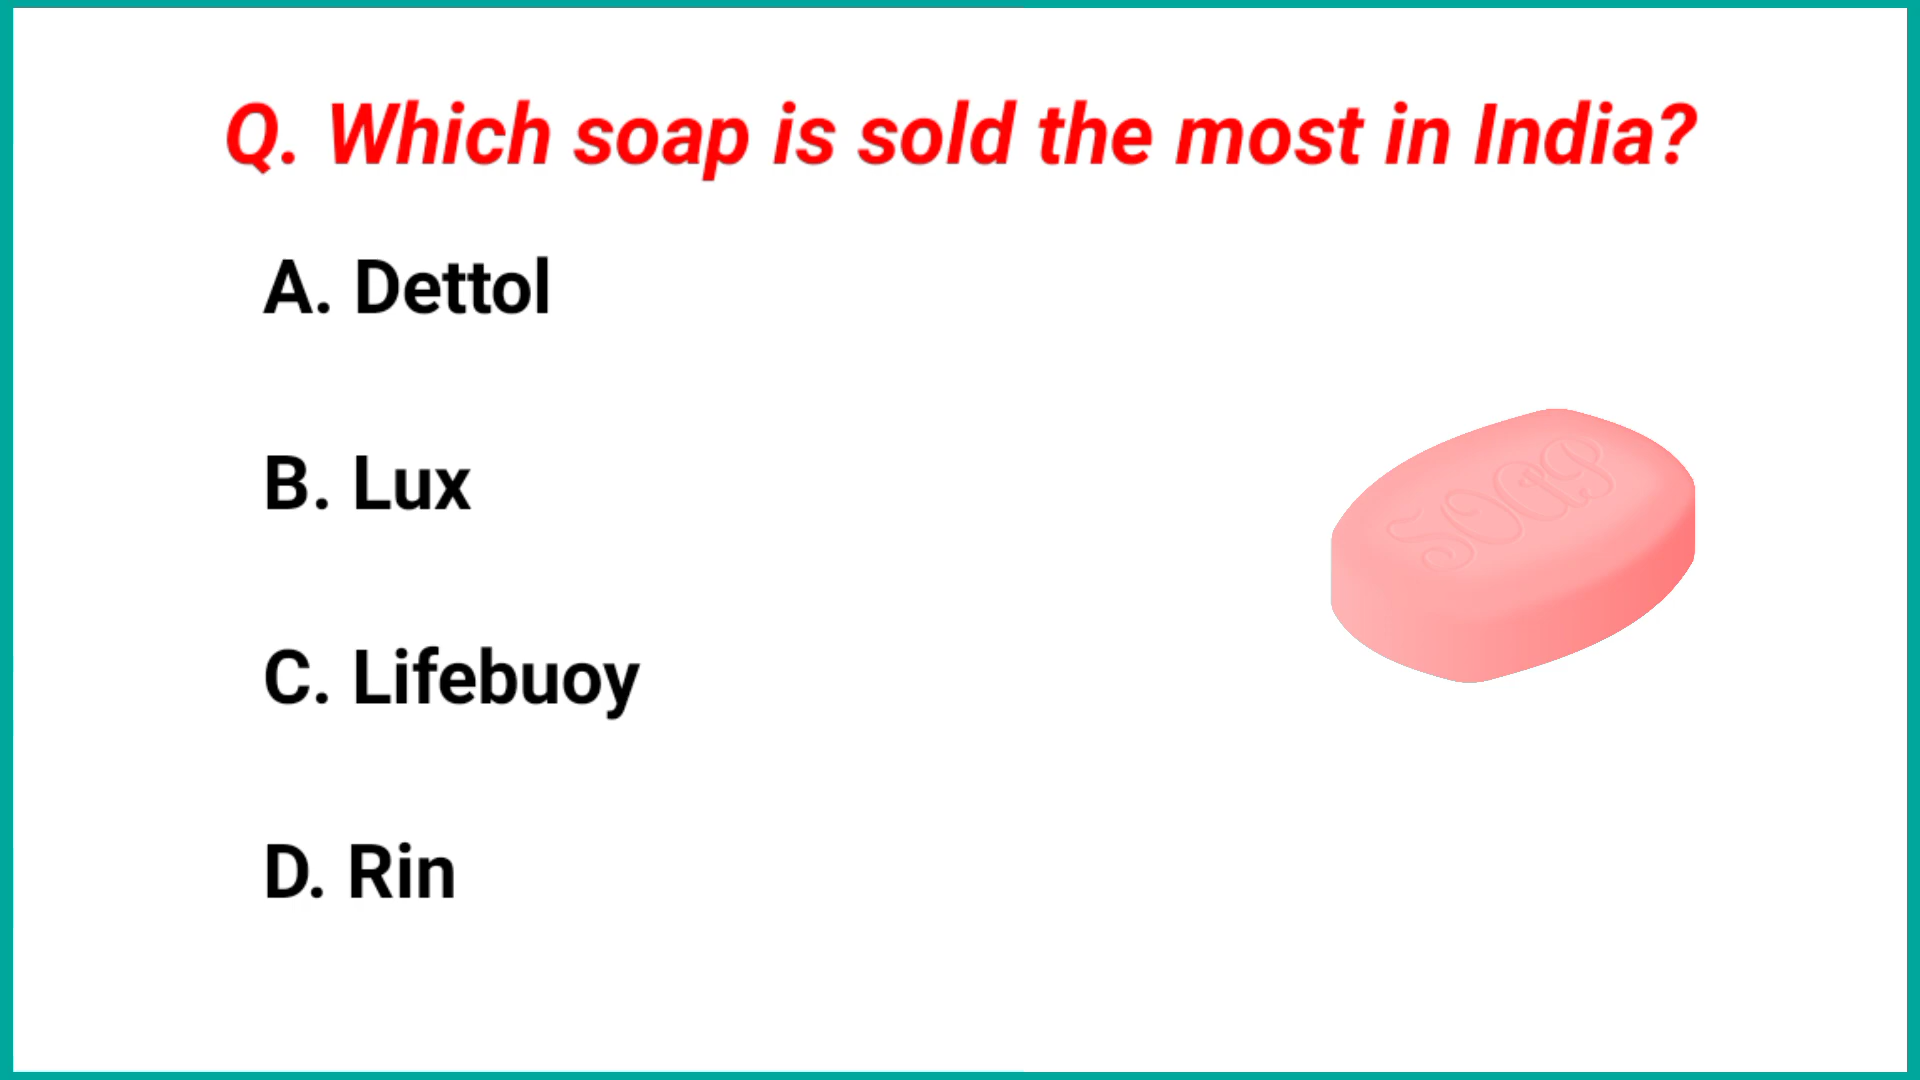 Q. Which soap is sold the most in India?
A. Dettol
B. Lux
SOAP
C. Lifebuoy
D. Rin